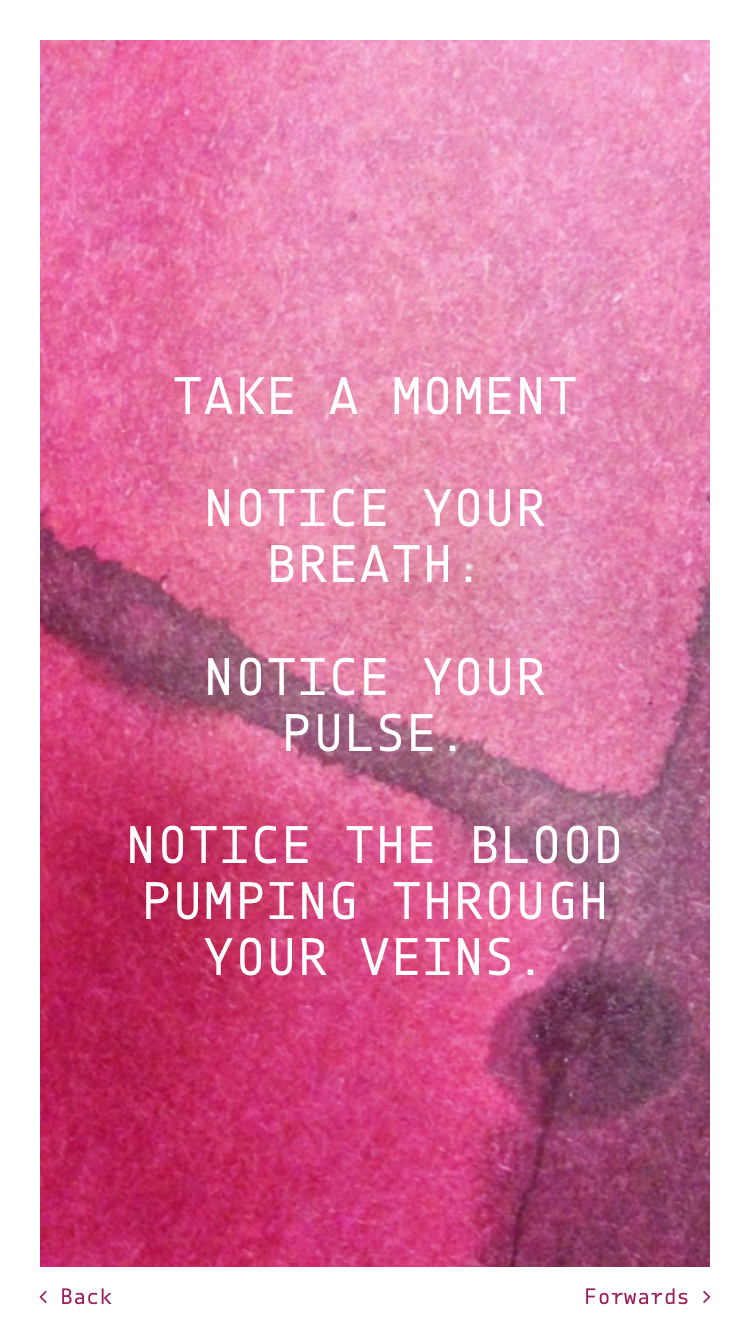 TAKE A MOMENT
NOTICE YOUR
BREATH.
NOTICE YOUR
PULSE.
NOTICE THE BLOOD
PUMPING THROUGH
YOUR VEINS.
< Back
Forwards >